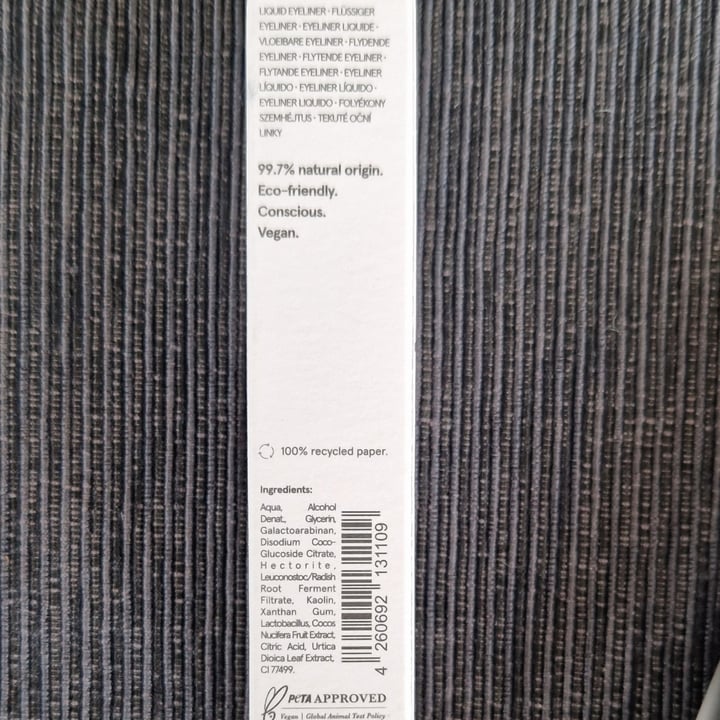 LIQUID EYELINER · FLÜSSIGER
EYELINER · EYELINER LIQUIDE ·
VLOEIBARE EYELINER · FLYDENDE
EYELINER · FLYTENDE EYELINER ·
FLYTANDE EYELINER · EYELINER
LÍQUIDO · EYELINER LÍQUIDO ·
EYELINER LIQUIDO · FOLYÉKONY
SZEMHÉJTUS · TEKUTÉ OČNÍ
LINKY
99.7% natural origin.
Eco-friendly.
Conscious.
Vegan.
100% recycled paper.
Ingredients:
Aqua, Alcohol
Denat., Glycerin,
Galactoarabinan,
Disodium Coco-
Glucoside Citrate,
Hectorite,
Leuconostoc/Radish
Root Ferment
Filtrate, Kaolin,
Xanthan Gum,
Lactobacillus, Cocos
Nucifera Fruit Extract,
Citric Acid, Urtica
Dioica Leaf Extract,
CI 77499.
4 260692 131109
PeTA APPROVED
Vegan | Global Animal Test Policy